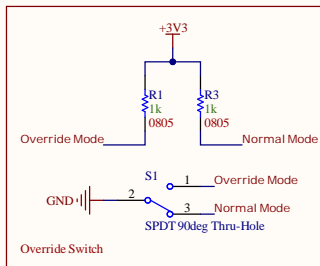 +3V3
R1
1k
0805
R3
1k
0805
Override Mode
Normal Mode
S1
1
Override Mode
GND
2
3
Normal Mode
SPDT 90deg Thru-Hole
Override Switch